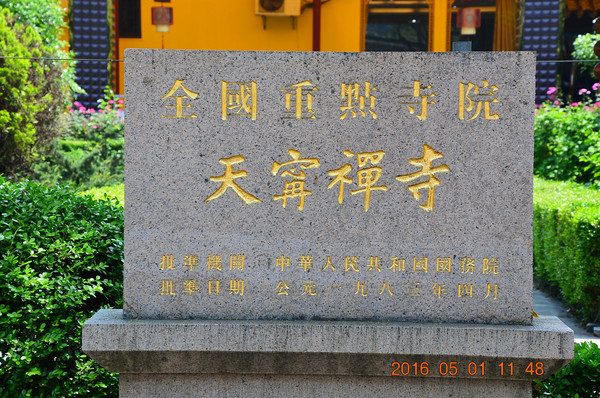 全國重點寺院
天甯禪寺
批準機關 中華人民共和國國務院
批準日期 公元一九八三年四月
2016 05 01 11 48